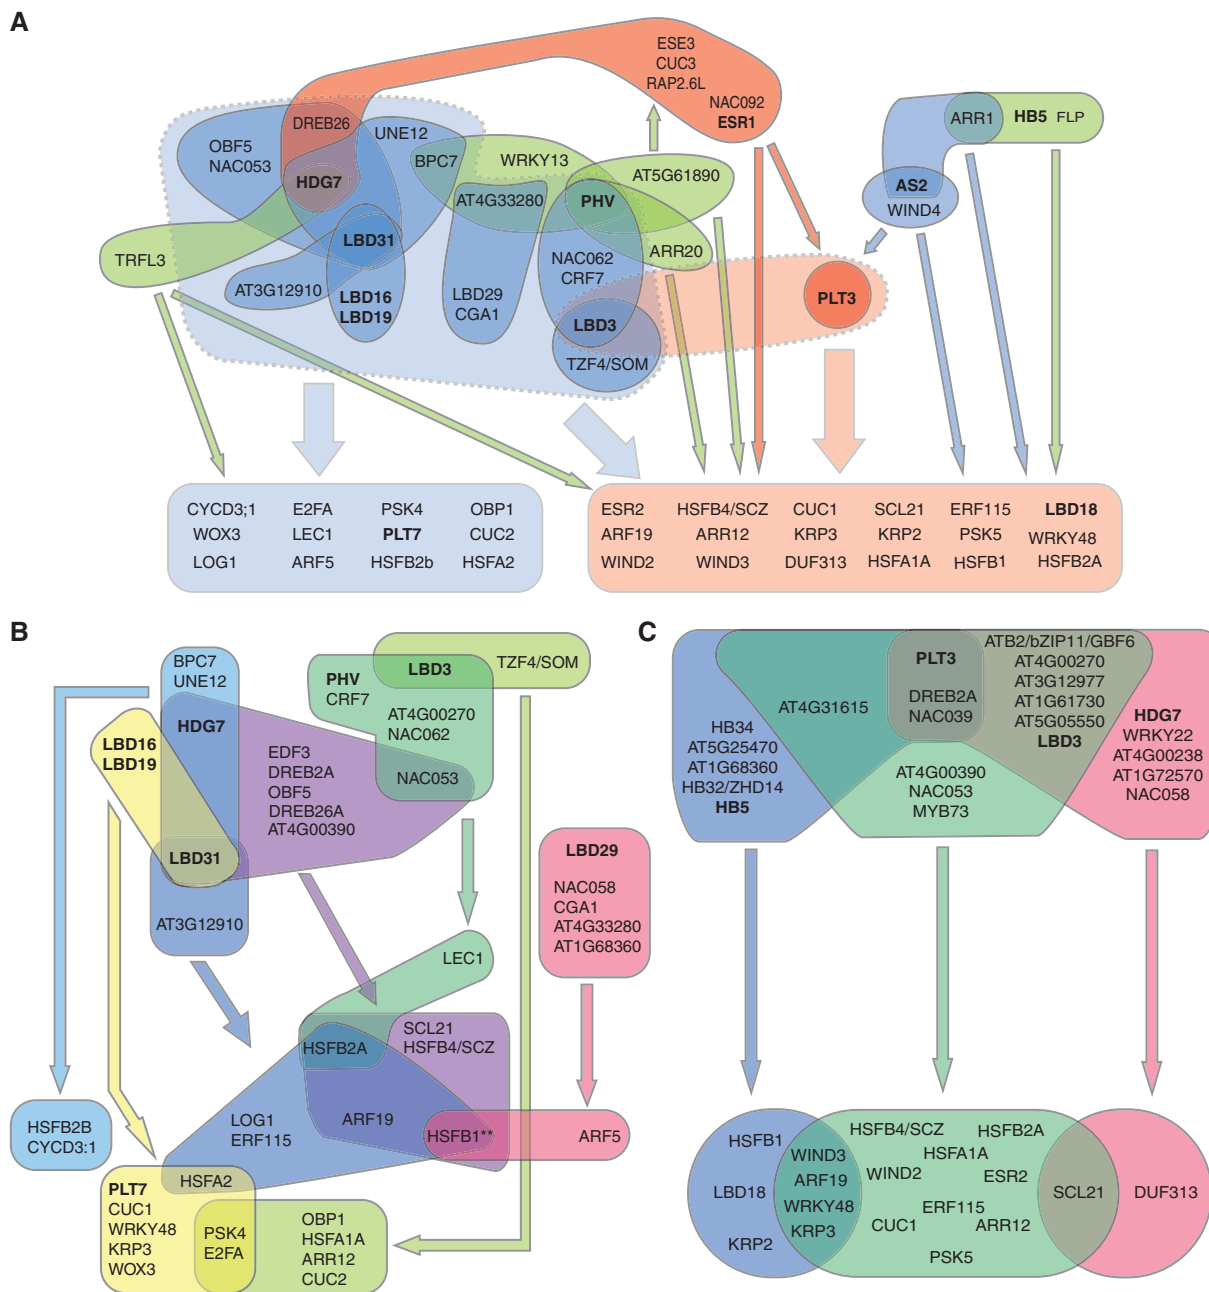 A
ESE3
CUC3
RAP2.6L
NAC092
ESR1
DREB26
OBF5
NAC053
UNE12
BPC7
WRKY13
HDG7
AT4G33280
PHV
AT5G61890
ARR1
HB5 FLP
AS2
WIND4
TRFL3
LBD31
ARR20
NAC062
CRF7
AT3G12910
LBD16
LBD19
LBD29
CGA1
LBD3
TZF4/SOM
PLT3
CYCD3;1 E2FA PSK4 OBP1
WOX3 LEC1 PLT7 CUC2
LOG1 ARF5 HSFB2b HSFA2
ESR2 HSFB4/SCZ CUC1 SCL21 ERF115 LBD18
ARF19 ARR12 KRP3 KRP2 PSK5 WRKY48
WIND2 WIND3 DUF313 HSFA1A HSFB1 HSFB2A
B
BPC7
UNE12
HDG7
LBD16
LBD19
LBD31
AT3G12910
EDF3
DREB2A
OBF5
DREB26A
AT4G00390
PHV
CRF7
LBD3
TZF4/SOM
AT4G00270
NAC062
NAC053
LBD29
NAC058
CGA1
AT4G33280
AT1G68360
LEC1
SCL21
HSFB4/SCZ
HSFB2A
LOG1
ERF115
ARF19
HSFB1**
ARF5
HSFB2B
CYCD3:1
HSFA2
PLT7
CUC1
WRKY48
KRP3
WOX3
PSK4
E2FA
OBP1
HSFA1A
ARR12
CUC2
C
PLT3
DREB2A
NAC039
ATB2/bZIP11/GBF6
AT4G00270
AT3G12977
AT1G61730
AT5G05550
LBD3
AT4G31615
HB34
AT5G25470
AT1G68360
HB32/ZHD14
HB5
HDG7
WRKY22
AT4G00238
AT1G72570
NAC058
AT4G00390
NAC053
MYB73
HSFB1
LBD18
KRP2
WIND3
ARF19
WRKY48
KRP3
HSFB4/SCZ
HSFB2A
HSFA1A
WIND2
ESR2
ERF115
CUC1
ARR12
PSK5
SCL21
DUF313